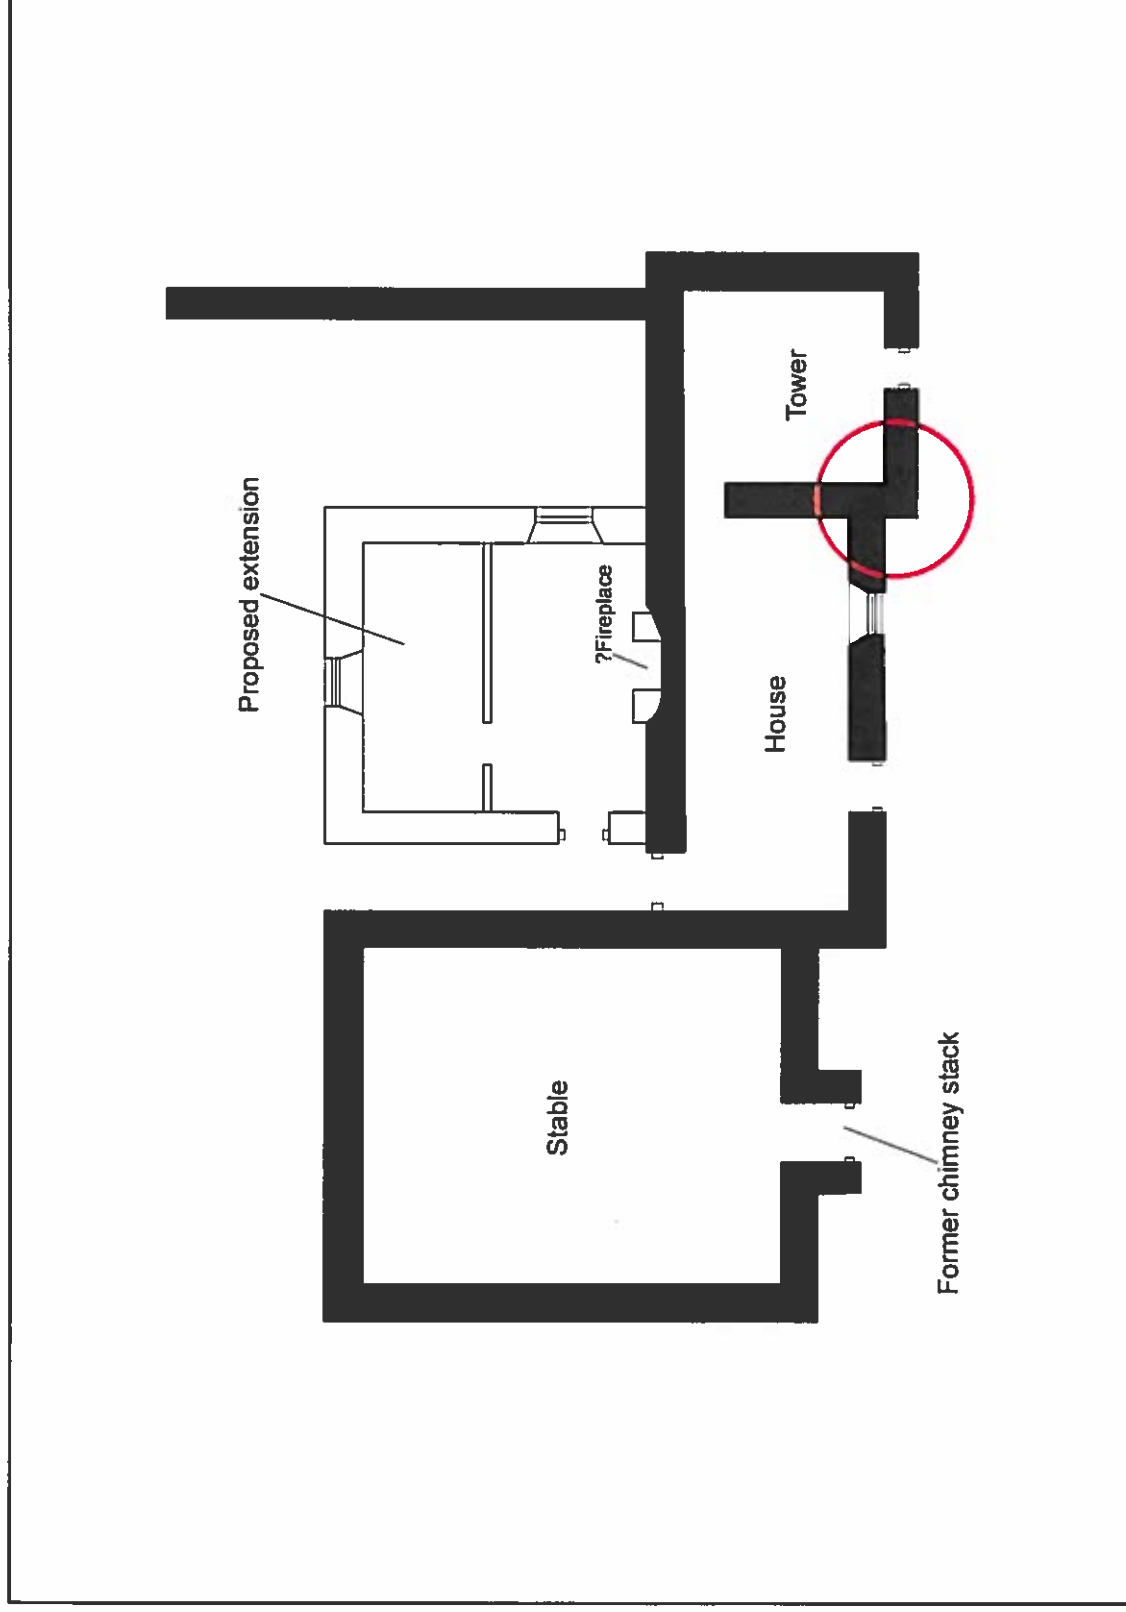 Proposed extension
?Fireplace
Tower
House
Stable
Former chimney stack